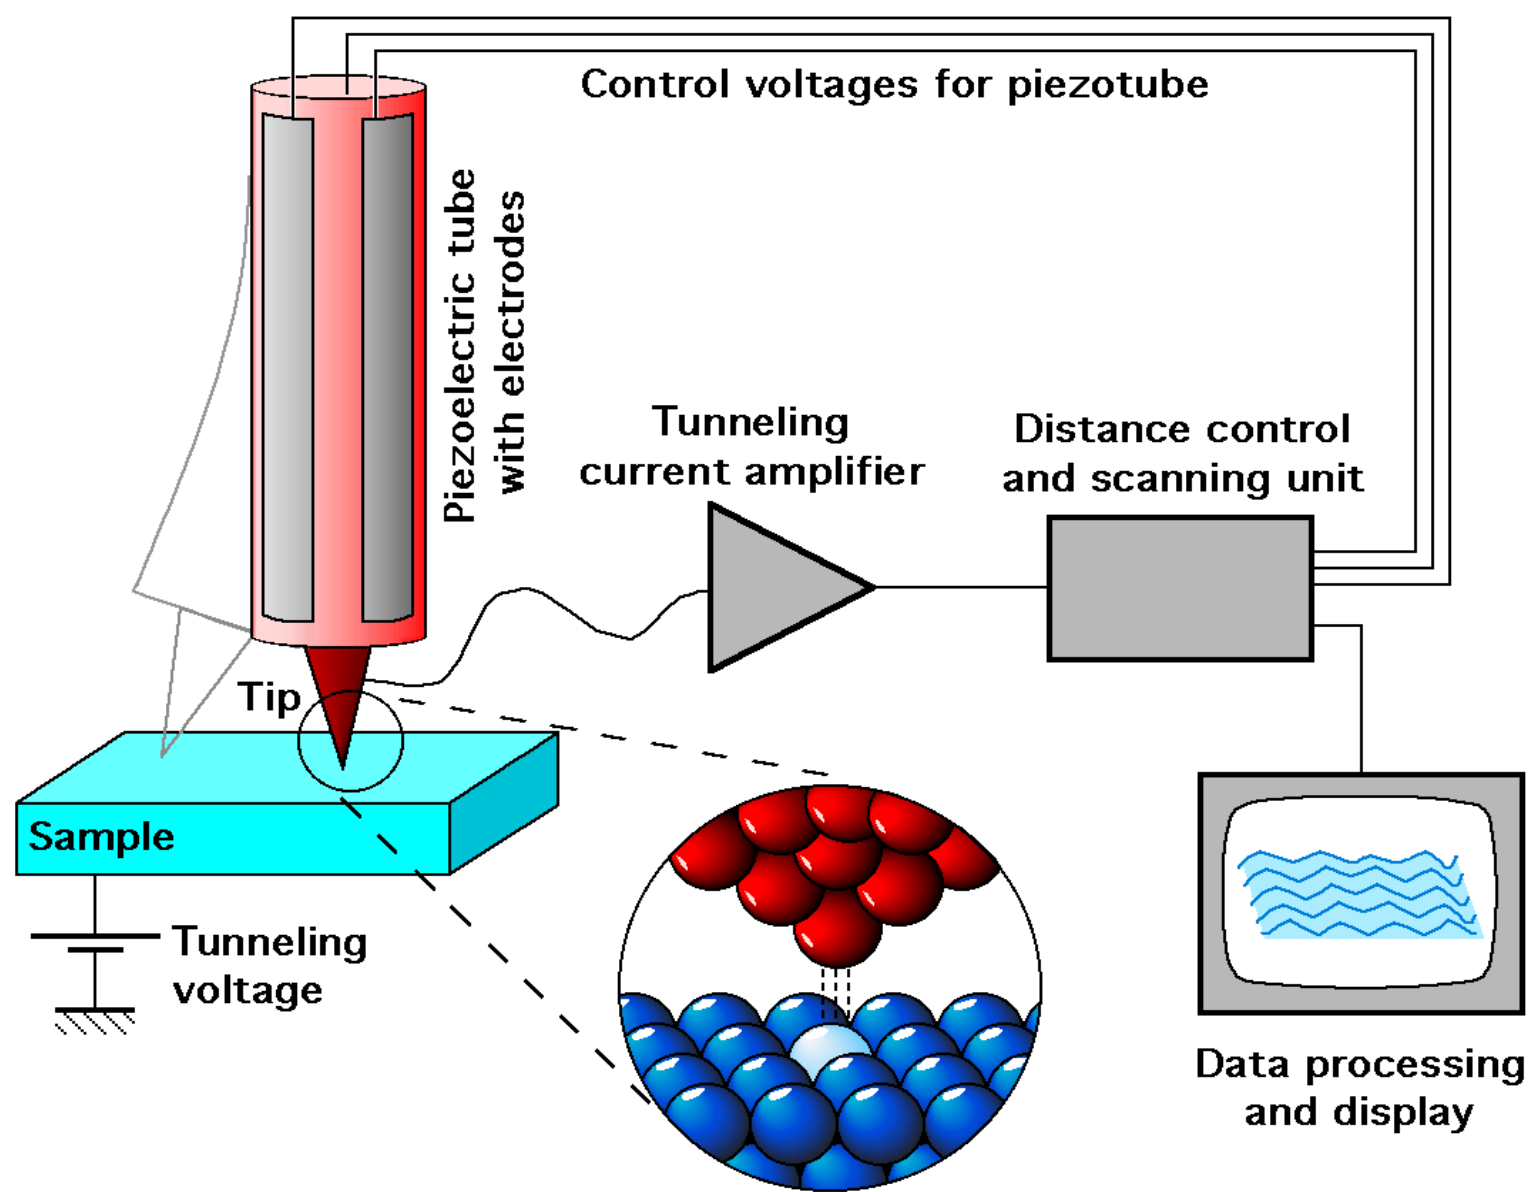 Control voltages for piezotube
Piezoelectric tube
with electrodes
Tunneling
current amplifier
Distance control
and scanning unit
Tip
Sample
Tunneling
voltage
Data processing
and display